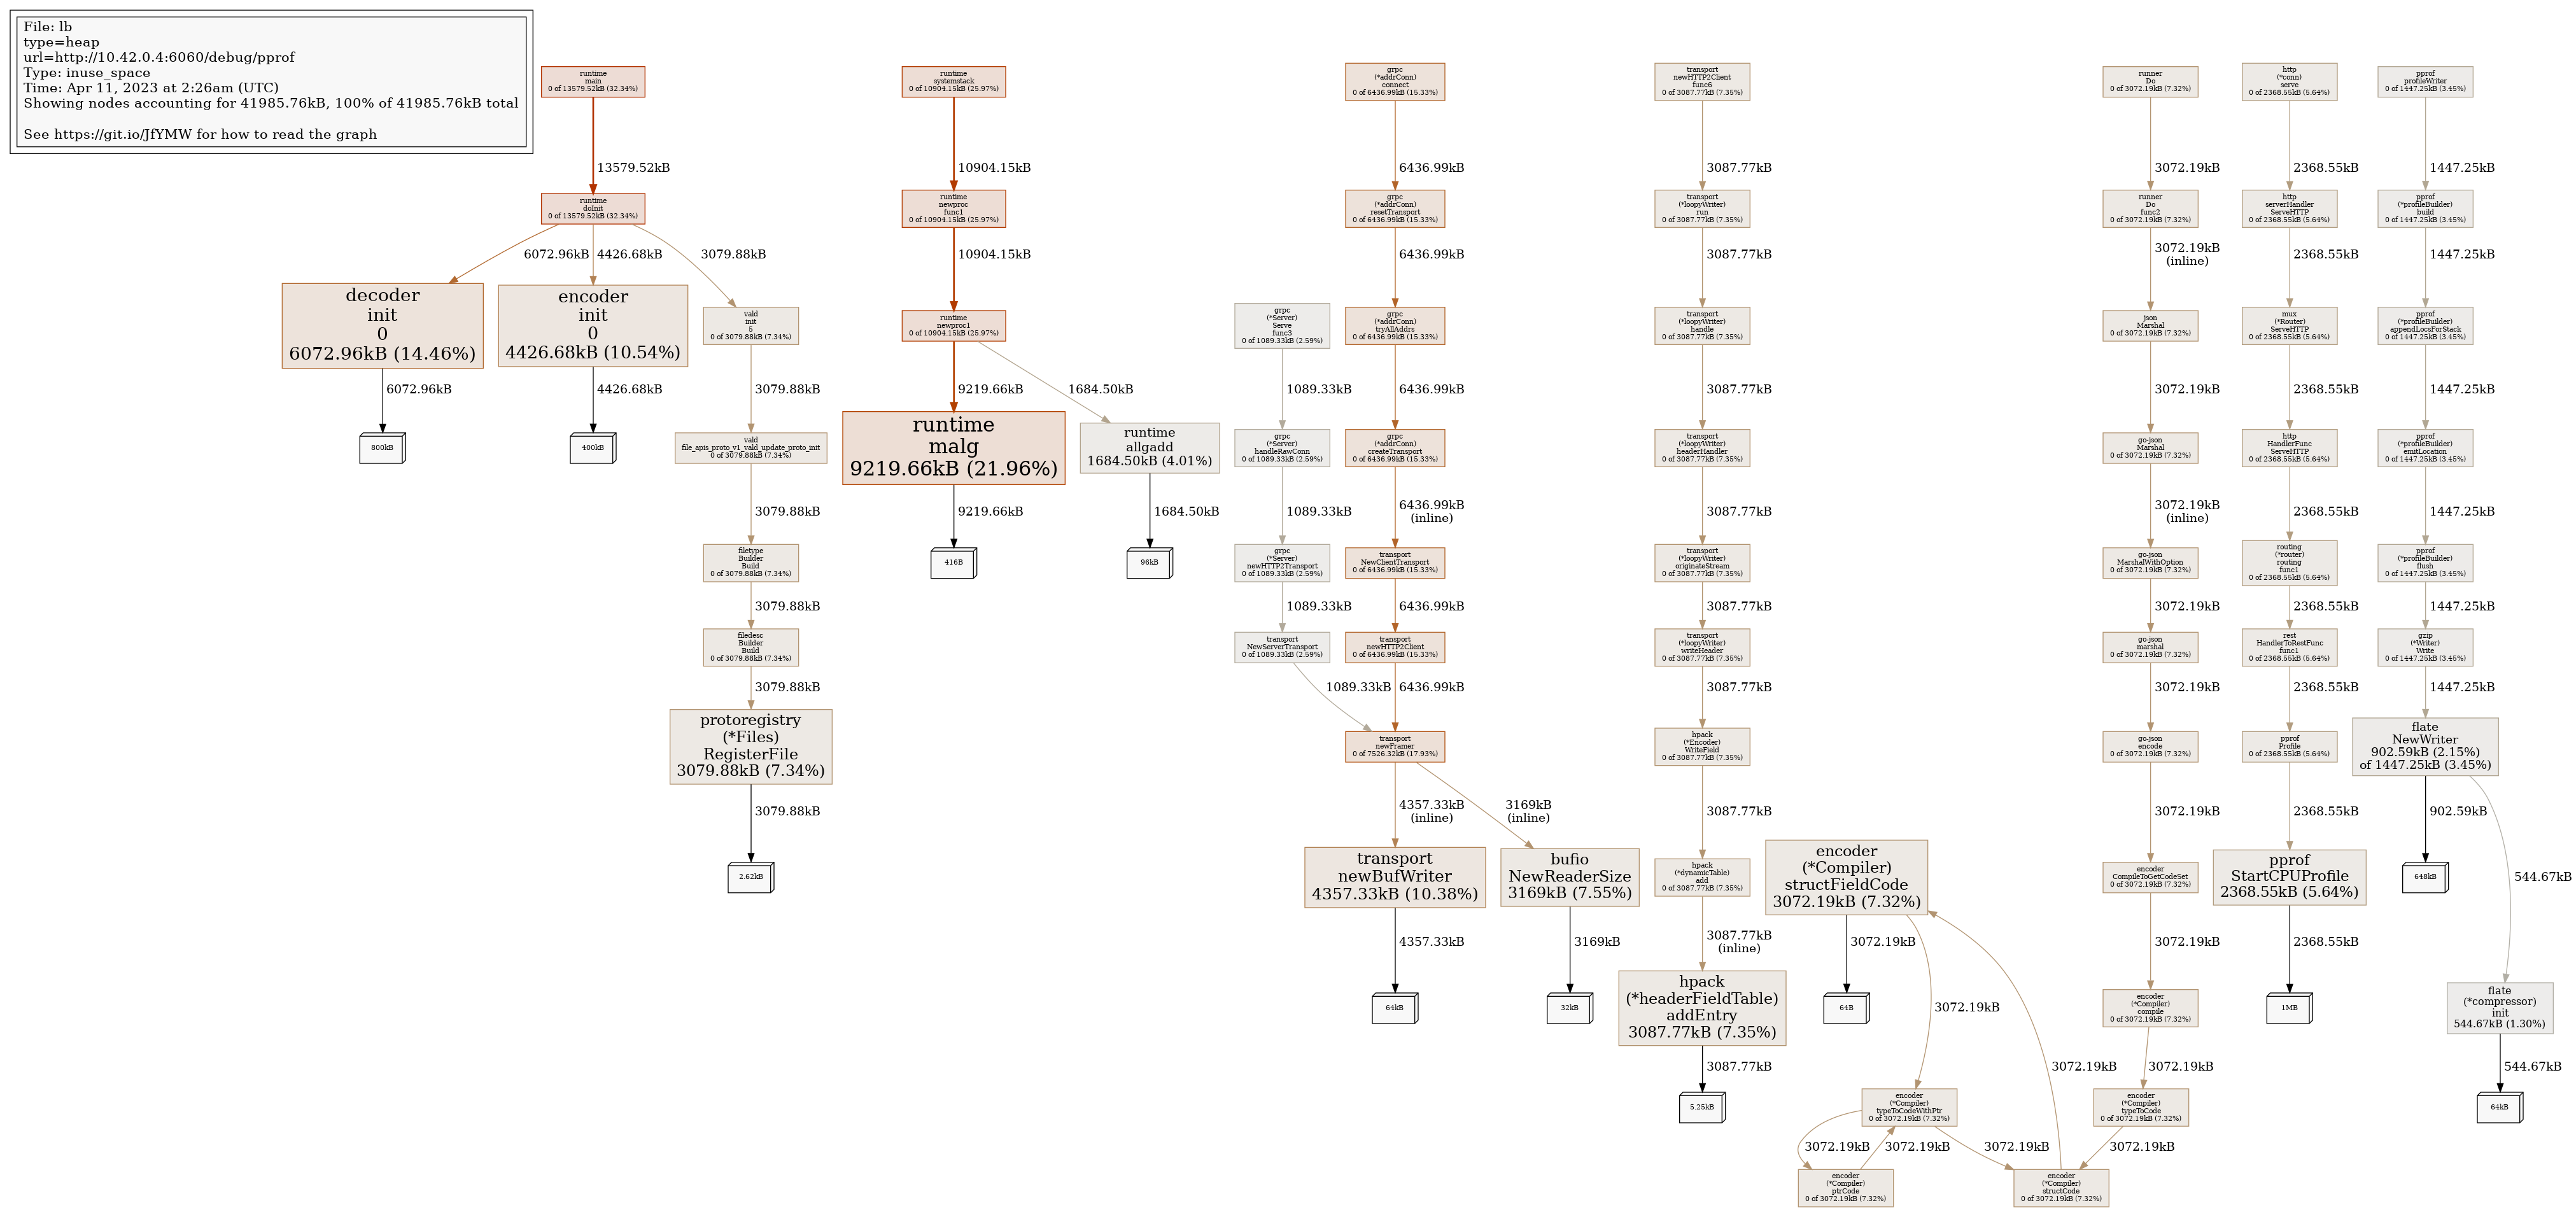 File: lb
type=heap
url=http://10.42.0.4:6060/debug/pprof
Type: inuse_space
Time: Apr 11, 2023 at 2:26am (UTC)
Showing nodes accounting for 41985.76kB, 100% of 41985.76kB total
See https://git.io/JfYMW for how to read the graph
runtime
main
0 of 13579.52kB (32.34%)
13579.52kB
runtime
doInit
0 of 13579.52kB (32.34%)
6072.96kB
4426.68kB
3079.88kB
decoder
init
0
6072.96kB (14.46%)
6072.96kB
800kB
encoder
init
0
4426.68kB (10.54%)
4426.68kB
400kB
vald
init
5
0 of 3079.88kB (7.34%)
3079.88kB
vald
file_apis_proto_v1_vald_update_proto_init
0 of 3079.88kB (7.34%)
3079.88kB
filetype
Builder
Build
0 of 3079.88kB (7.34%)
3079.88kB
filedesc
Builder
Build
0 of 3079.88kB (7.34%)
3079.88kB
protoregistry
(*Files)
RegisterFile
3079.88kB (7.34%)
3079.88kB
2.62kB
runtime
systemstack
0 of 10904.15kB (25.97%)
10904.15kB
runtime
newproc
func1
0 of 10904.15kB (25.97%)
10904.15kB
runtime
newproc1
0 of 10904.15kB (25.97%)
9219.66kB
1684.50kB
runtime
malg
9219.66kB (21.96%)
9219.66kB
416B
runtime
allgadd
1684.50kB (4.01%)
1684.50kB
96kB
grpc
(*Server)
Serve
func3
0 of 1089.33kB (2.59%)
1089.33kB
grpc
(*Server)
handleRawConn
0 of 1089.33kB (2.59%)
1089.33kB
grpc
(*Server)
newHTTP2Transport
0 of 1089.33kB (2.59%)
1089.33kB
transport
NewServerTransport
0 of 1089.33kB (2.59%)
1089.33kB
grpc
(*addrConn)
connect
0 of 6436.99kB (15.33%)
6436.99kB
grpc
(*addrConn)
resetTransport
0 of 6436.99kB (15.33%)
6436.99kB
grpc
(*addrConn)
tryAllAddrs
0 of 6436.99kB (15.33%)
6436.99kB
grpc
(*addrConn)
createTransport
0 of 6436.99kB (15.33%)
6436.99kB
(inline)
transport
NewClientTransport
0 of 6436.99kB (15.33%)
6436.99kB
transport
newHTTP2Client
0 of 6436.99kB (15.33%)
6436.99kB
transport
newFramer
0 of 7526.32kB (17.93%)
4357.33kB
(inline)
3169kB
(inline)
transport
newBufWriter
4357.33kB (10.38%)
4357.33kB
64kB
bufio
NewReaderSize
3169kB (7.55%)
3169kB
32kB
transport
newHTTP2Client
func6
0 of 3087.77kB (7.35%)
3087.77kB
transport
(*loopyWriter)
run
0 of 3087.77kB (7.35%)
3087.77kB
transport
(*loopyWriter)
handle
0 of 3087.77kB (7.35%)
3087.77kB
transport
(*loopyWriter)
headerHandler
0 of 3087.77kB (7.35%)
3087.77kB
transport
(*loopyWriter)
originateStream
0 of 3087.77kB (7.35%)
3087.77kB
transport
(*loopyWriter)
writeHeader
0 of 3087.77kB (7.35%)
3087.77kB
hpack
(*Encoder)
WriteField
0 of 3087.77kB (7.35%)
3087.77kB
hpack
(*dynamicTable)
add
0 of 3087.77kB (7.35%)
3087.77kB
(inline)
hpack
(*headerFieldTable)
addEntry
3087.77kB (7.35%)
3087.77kB
5.25kB
runner
Do
0 of 3072.19kB (7.32%)
3072.19kB
runner
Do
func2
0 of 3072.19kB (7.32%)
3072.19kB
(inline)
json
Marshal
0 of 3072.19kB (7.32%)
3072.19kB
go-json
Marshal
0 of 3072.19kB (7.32%)
3072.19kB
(inline)
go-json
MarshalWithOption
0 of 3072.19kB (7.32%)
3072.19kB
go-json
marshal
0 of 3072.19kB (7.32%)
3072.19kB
go-json
encode
0 of 3072.19kB (7.32%)
3072.19kB
encoder
CompileToGetCodeSet
0 of 3072.19kB (7.32%)
3072.19kB
encoder
(*Compiler)
compile
0 of 3072.19kB (7.32%)
3072.19kB
encoder
(*Compiler)
typeToCode
0 of 3072.19kB (7.32%)
3072.19kB
encoder
(*Compiler)
structCode
0 of 3072.19kB (7.32%)
3072.19kB
encoder
(*Compiler)
structFieldCode
3072.19kB (7.32%)
3072.19kB
64B
3072.19kB
encoder
(*Compiler)
typeToCodeWithPtr
0 of 3072.19kB (7.32%)
3072.19kB
3072.19kB
3072.19kB
encoder
(*Compiler)
ptrCode
0 of 3072.19kB (7.32%)
http
(*conn)
serve
0 of 2368.55kB (5.64%)
2368.55kB
http
serverHandler
ServeHTTP
0 of 2368.55kB (5.64%)
2368.55kB
mux
(*Router)
ServeHTTP
0 of 2368.55kB (5.64%)
2368.55kB
http
HandlerFunc
ServeHTTP
0 of 2368.55kB (5.64%)
2368.55kB
routing
(*router)
routing
func1
0 of 2368.55kB (5.64%)
2368.55kB
rest
HandlerToRestFunc
func1
0 of 2368.55kB (5.64%)
2368.55kB
pprof
Profile
0 of 2368.55kB (5.64%)
2368.55kB
pprof
StartCPUProfile
2368.55kB (5.64%)
2368.55kB
1MB
pprof
profileWriter
0 of 1447.25kB (3.45%)
1447.25kB
pprof
(*profileBuilder)
build
0 of 1447.25kB (3.45%)
1447.25kB
pprof
(*profileBuilder)
appendLocsForStack
0 of 1447.25kB (3.45%)
1447.25kB
pprof
(*profileBuilder)
emitLocation
0 of 1447.25kB (3.45%)
1447.25kB
pprof
(*profileBuilder)
flush
0 of 1447.25kB (3.45%)
1447.25kB
gzip
(*Writer)
Write
0 of 1447.25kB (3.45%)
1447.25kB
flate
NewWriter
902.59kB (2.15%)
of 1447.25kB (3.45%)
902.59kB
648kB
544.67kB
flate
(*compressor)
init
544.67kB (1.30%)
544.67kB
64kB